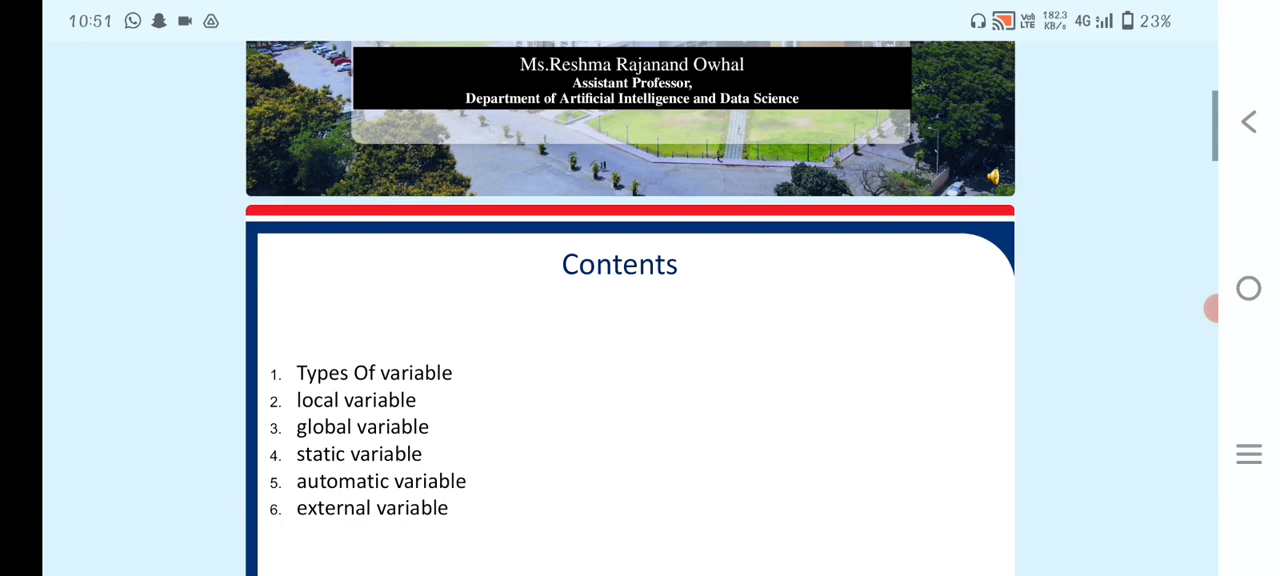 10:51 Voll LTE 182.3 KB/s 4G 23%
Ms.Reshma Rajanand Owhal
Assistant Professor,
Department of Artificial Intelligence and Data Science
Contents
1. Types Of variable
2. local variable
3. global variable
4. static variable
5. automatic variable
6. external variable